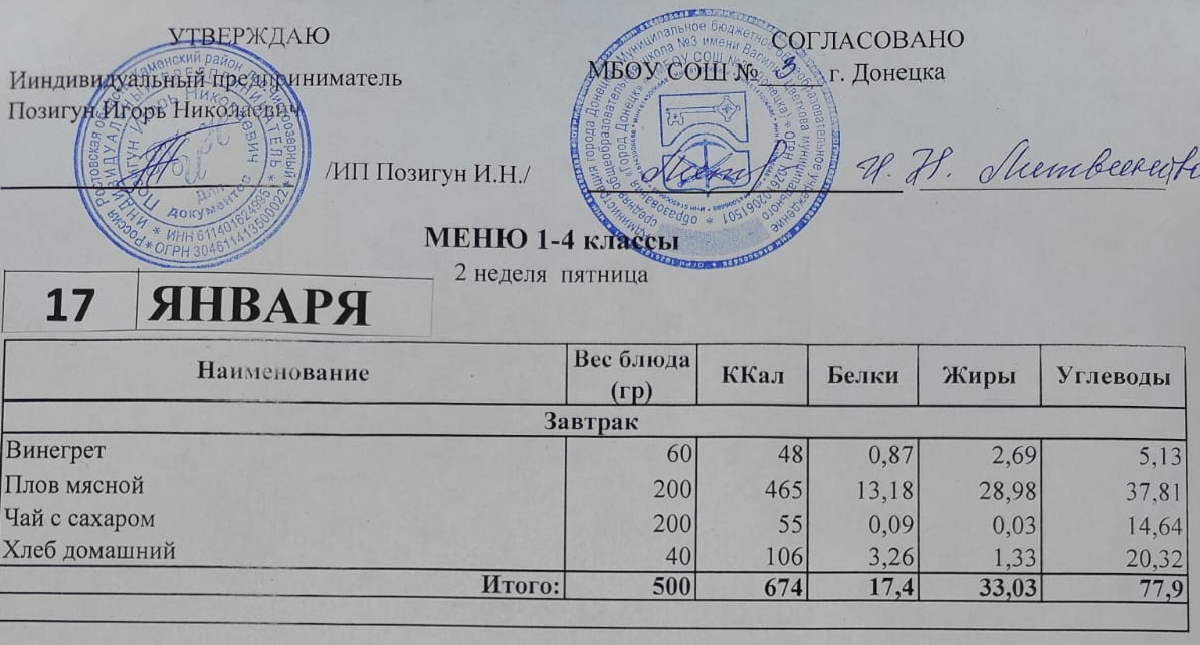 УТВЕРЖДАЮ
Ииндивидуальный предприниматель
Позигун Игорь Николаевич
/ИП Позигун И.Н./
СОГЛАСОВАНО
МБОУ СОШ № 3 г. Донецка
МЕНЮ 1-4 классы
2 неделя пятница
17 ЯНВАРЯ
Наименование Вес блюда (гр) ККал Белки Жиры Углеводы
Завтрак
Винегрет 60 48 0,87 2,69 5,13
Плов мясной 200 465 13,18 28,98 37,81
Чай с сахаром 200 55 0,09 0,03 14,64
Хлеб домашний 40 106 3,26 1,33 20,32
Итого: 500 674 17,4 33,03 77,9